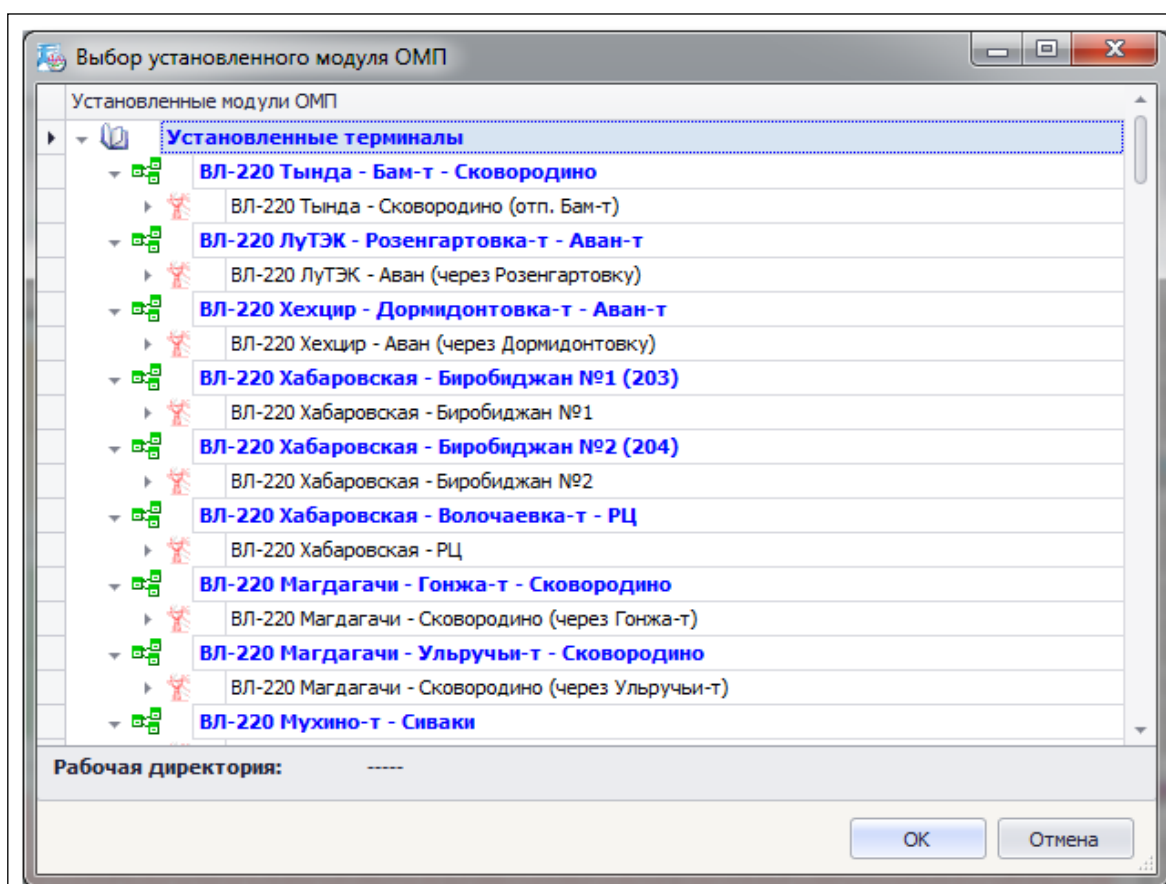 Выбор установленного модуля ОМП
Установленные модули ОМП
Установленные терминалы
ВЛ-220 Тында - Бам-т - Сковородино
ВЛ-220 Тында - Сковородино (отп. Бам-т)
ВЛ-220 ЛуТЭК - Розенгартовка-т - Аван-т
ВЛ-220 ЛуТЭК - Аван (через Розенгартовку)
ВЛ-220 Хехцир - Дормидонтовка-т - Аван-т
ВЛ-220 Хехцир - Аван (через Дормидонтовку)
ВЛ-220 Хабаровская - Биробиджан №1 (203)
ВЛ-220 Хабаровская - Биробиджан №1
ВЛ-220 Хабаровская - Биробиджан №2 (204)
ВЛ-220 Хабаровская - Биробиджан №2
ВЛ-220 Хабаровская - Волочаевка-т - РЦ
ВЛ-220 Хабаровская - РЦ
ВЛ-220 Магдагачи - Гонжа-т - Сковородино
ВЛ-220 Магдагачи - Сковородино (через Гонжа-т)
ВЛ-220 Магдагачи - Ульручьи-т - Сковородино
ВЛ-220 Магдагачи - Сковородино (через Ульручьи-т)
ВЛ-220 Мухино-т - Сиваки
Рабочая директория: -----
OK Отмена